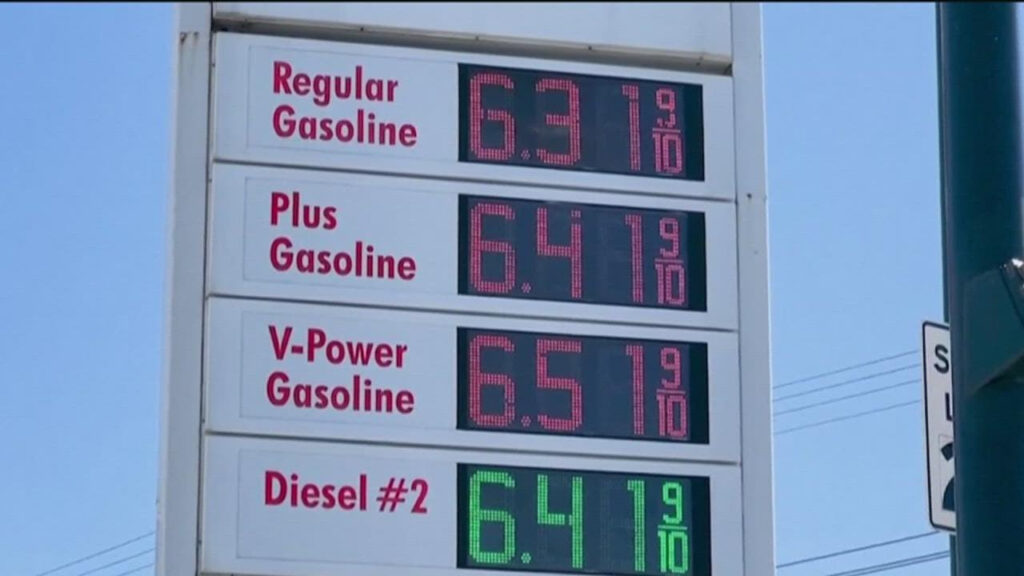 Regular
Gasoline
6.31 9/10
Plus
Gasoline
6.41 9/10
V-Power
Gasoline
6.51 9/10
Diesel #2
6.41 9/10
S